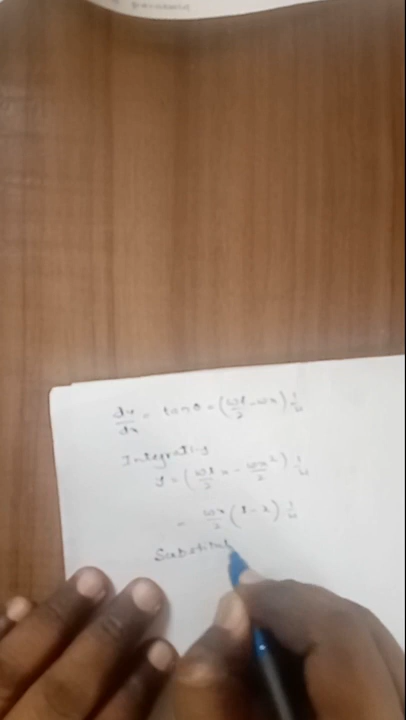 dy/dx = tan θ = (wl/2 - wx) 1/H
Integrating
y = (wl/2 x - wx²/2) 1/H
= wx/2 (l - x) 1/H
Substitut